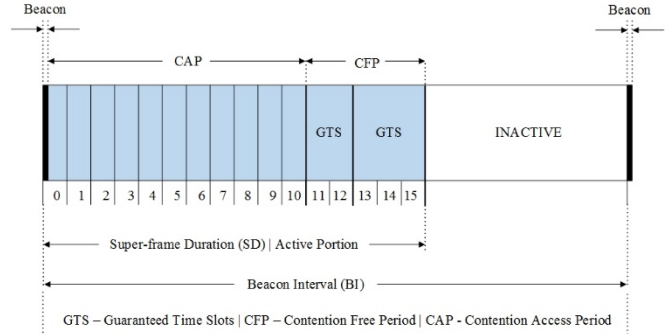 Beacon Beacon
CAP CFP
GTS GTS INACTIVE
0 1 2 3 4 5 6 7 8 9 10 11 12 13 14 15
Super-frame Duration (SD) | Active Portion
Beacon Interval (BI)
GTS – Guaranteed Time Slots | CFP – Contention Free Period | CAP - Contention Access Period